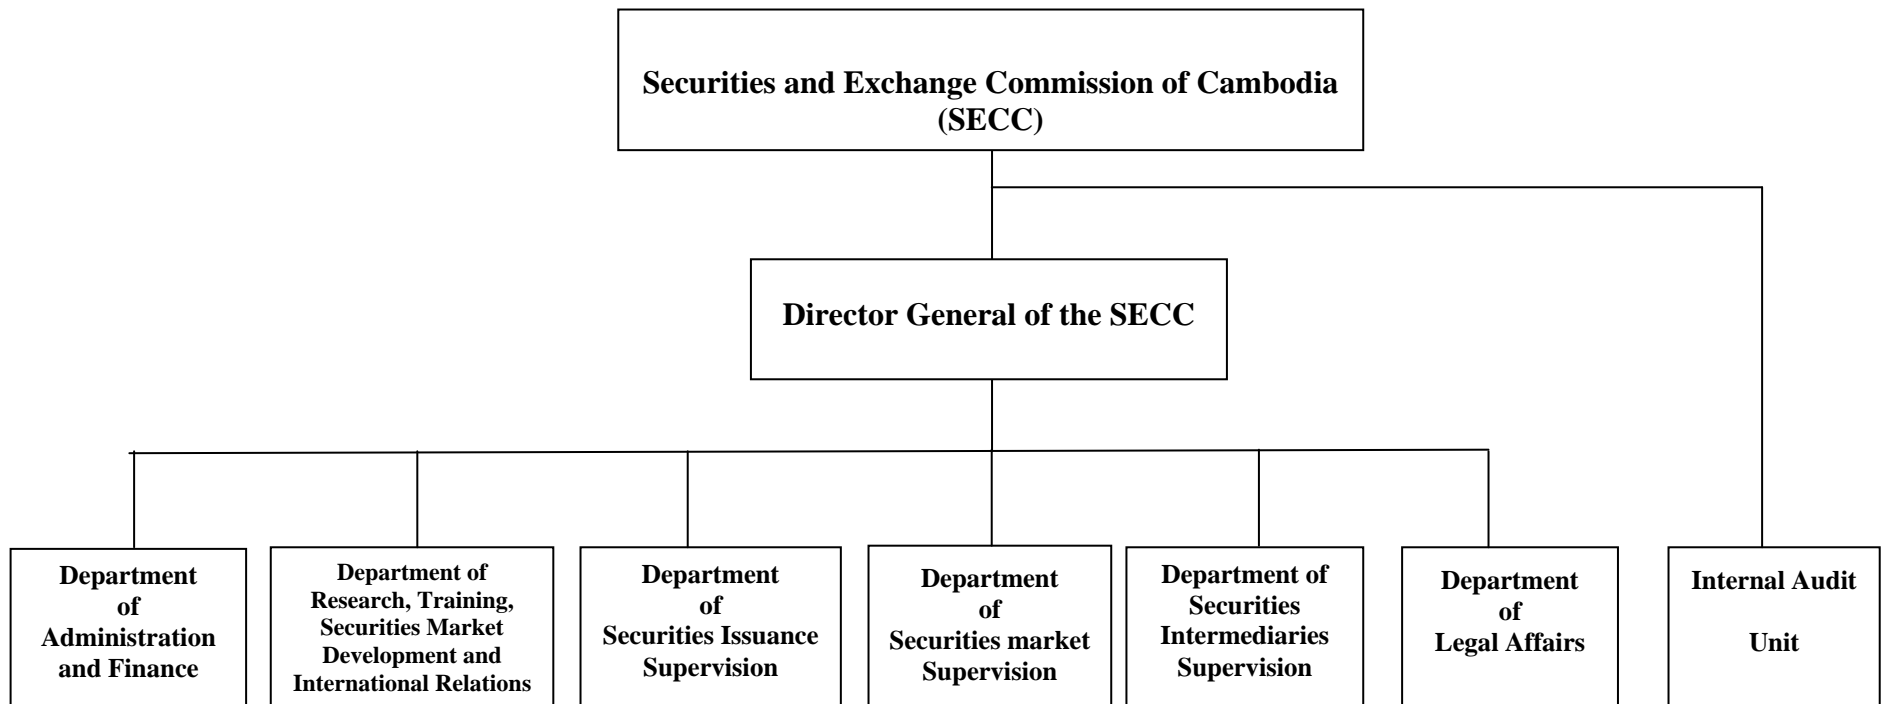 Securities and Exchange Commission of Cambodia
(SECC)
Director General of the SECC
Department
of
Administration
and Finance
Department of
Research, Training,
Securities Market
Development and
International Relations
Department
of
Securities Issuance
Supervision
Department
of
Securities market
Supervision
Department of
Securities
Intermediaries
Supervision
Department
of
Legal Affairs
Internal Audit
Unit